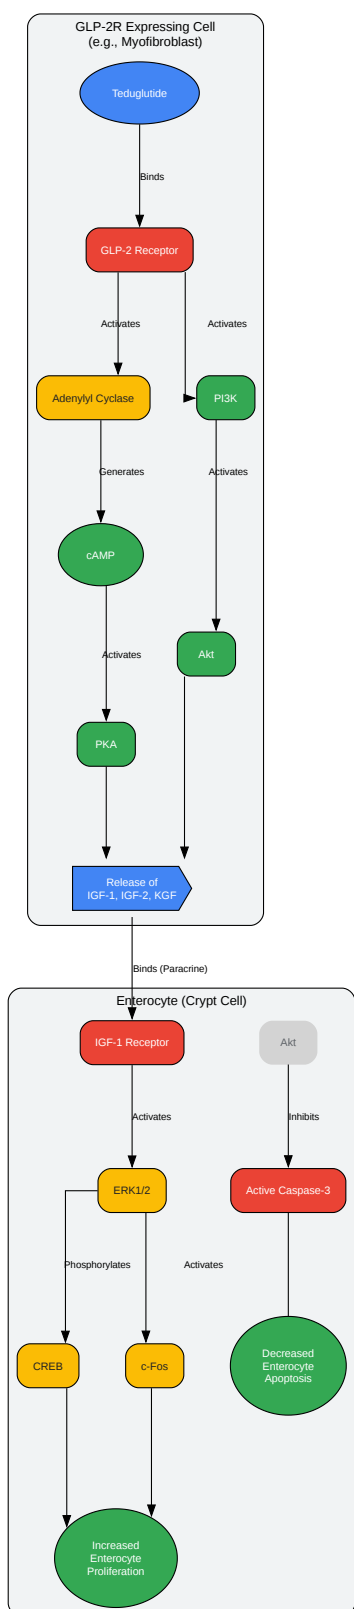 GLP-2R Expressing Cell
(e.g., Myofibroblast)
Teduglutide
Binds
GLP-2 Receptor
Activates
Activates
Adenylyl Cyclase
PI3K
Generates
Activates
cAMP
Activates
Akt
PKA
Release of
IGF-1, IGF-2, KGF
Binds (Paracrine)
Enterocyte (Crypt Cell)
IGF-1 Receptor
Akt
Activates
Inhibits
ERK1/2
Active Caspase-3
Phosphorylates
Activates
CREB
c-Fos
Decreased
Enterocyte
Apoptosis
Increased
Enterocyte
Proliferation